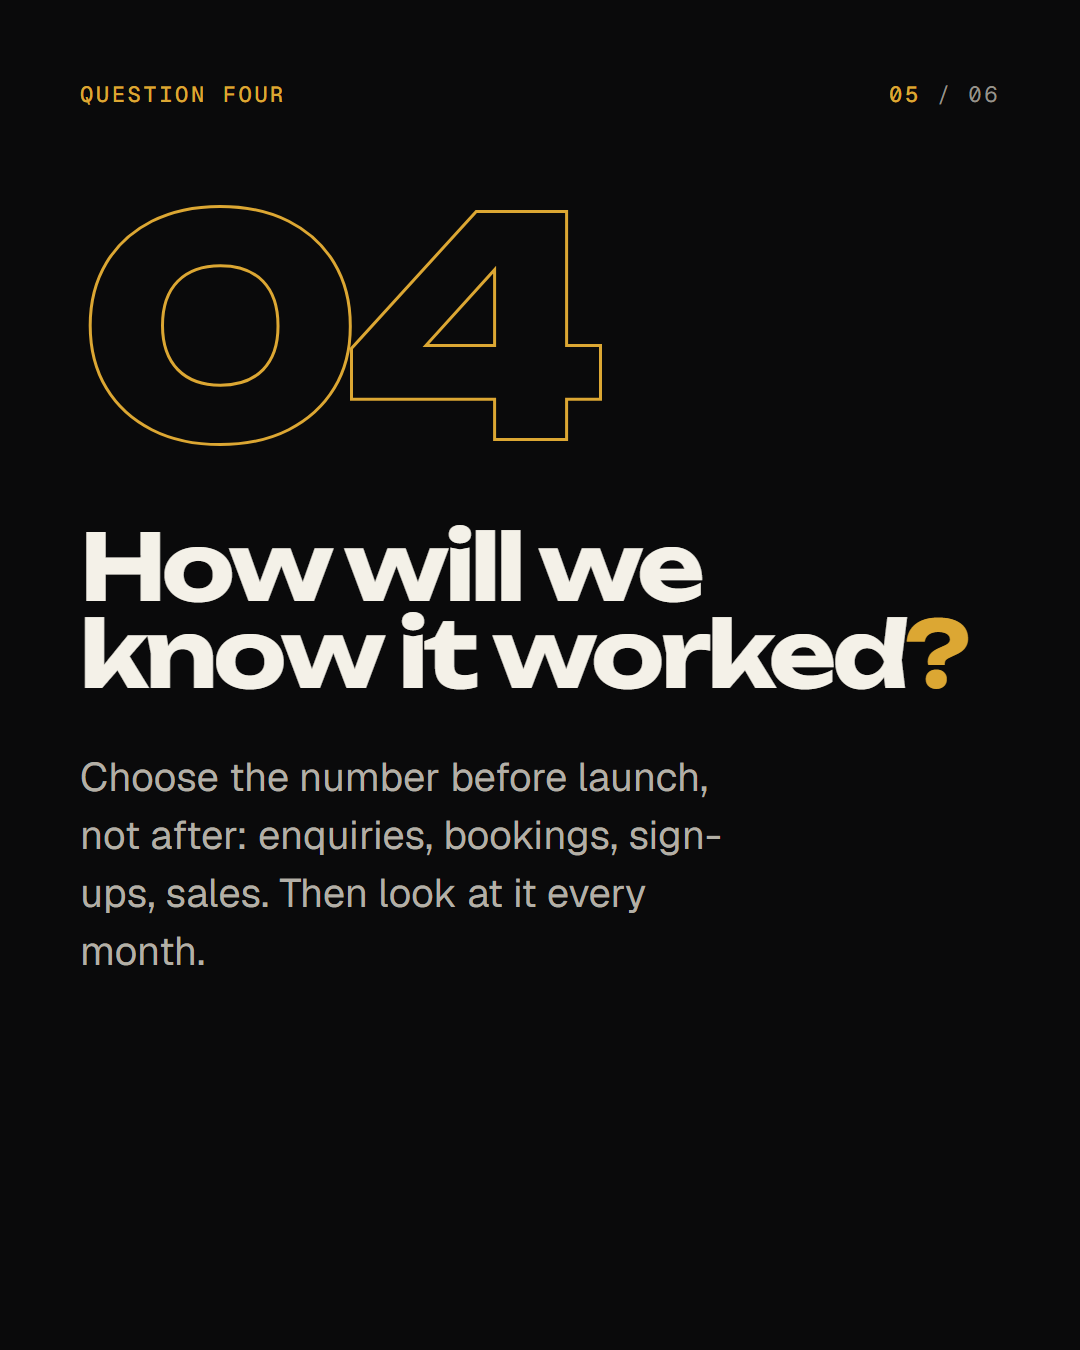 QUESTION FOUR
05 / 06
04
How will we
know it worked?
Choose the number before launch,
not after: enquiries, bookings, sign-
ups, sales. Then look at it every
month.